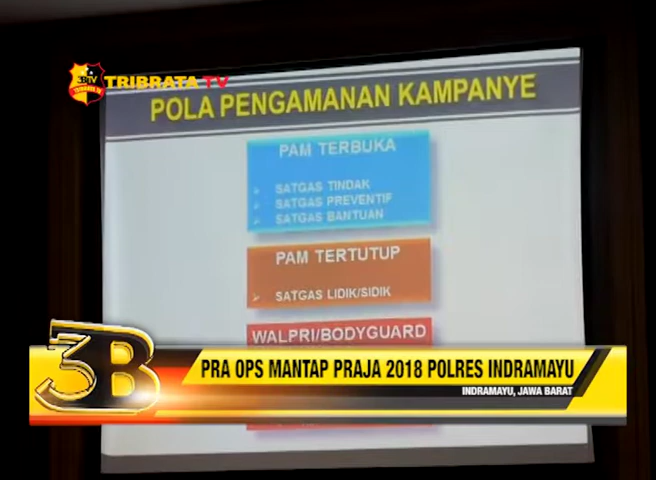 3BTV
TRIBRATA TV
POLA PENGAMANAN KAMPANYE
PAM TERBUKA
SATGAS TINDAK
SATGAS PREVENTIF
SATGAS BANTUAN
PAM TERTUTUP
SATGAS LIDIK/SIDIK
WALPRI/BODYGUARD
3B
PRA OPS MANTAP PRAJA 2018 POLRES INDRAMAYU
INDRAMAYU, JAWA BARAT